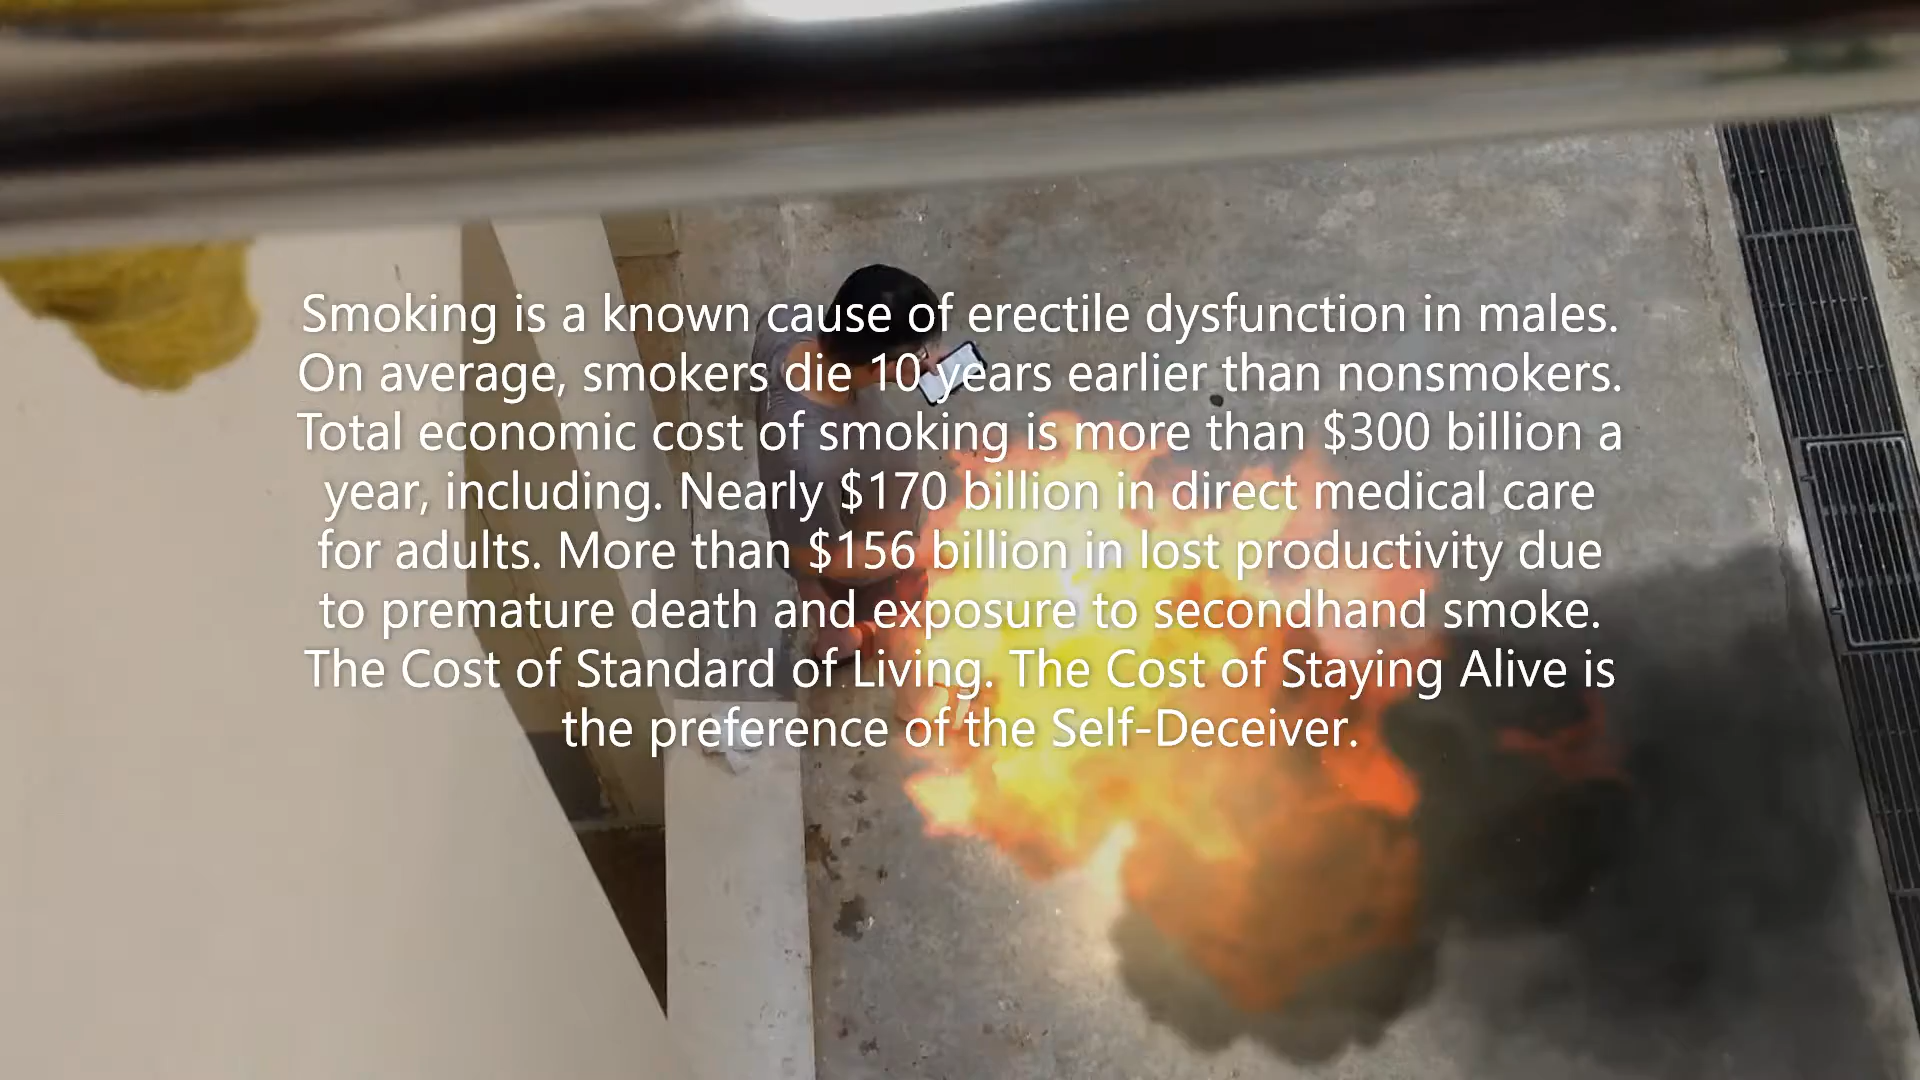 Smoking is a known cause of erectile dysfunction in males.
On average, smokers die 10 years earlier than nonsmokers.
Total economic cost of smoking is more than $300 billion a
year, including. Nearly $170 billion in direct medical care
for adults. More than $156 billion in lost productivity due
to premature death and exposure to secondhand smoke.
The Cost of Standard of Living. The Cost of Staying Alive is
the preference of the Self-Deceiver.